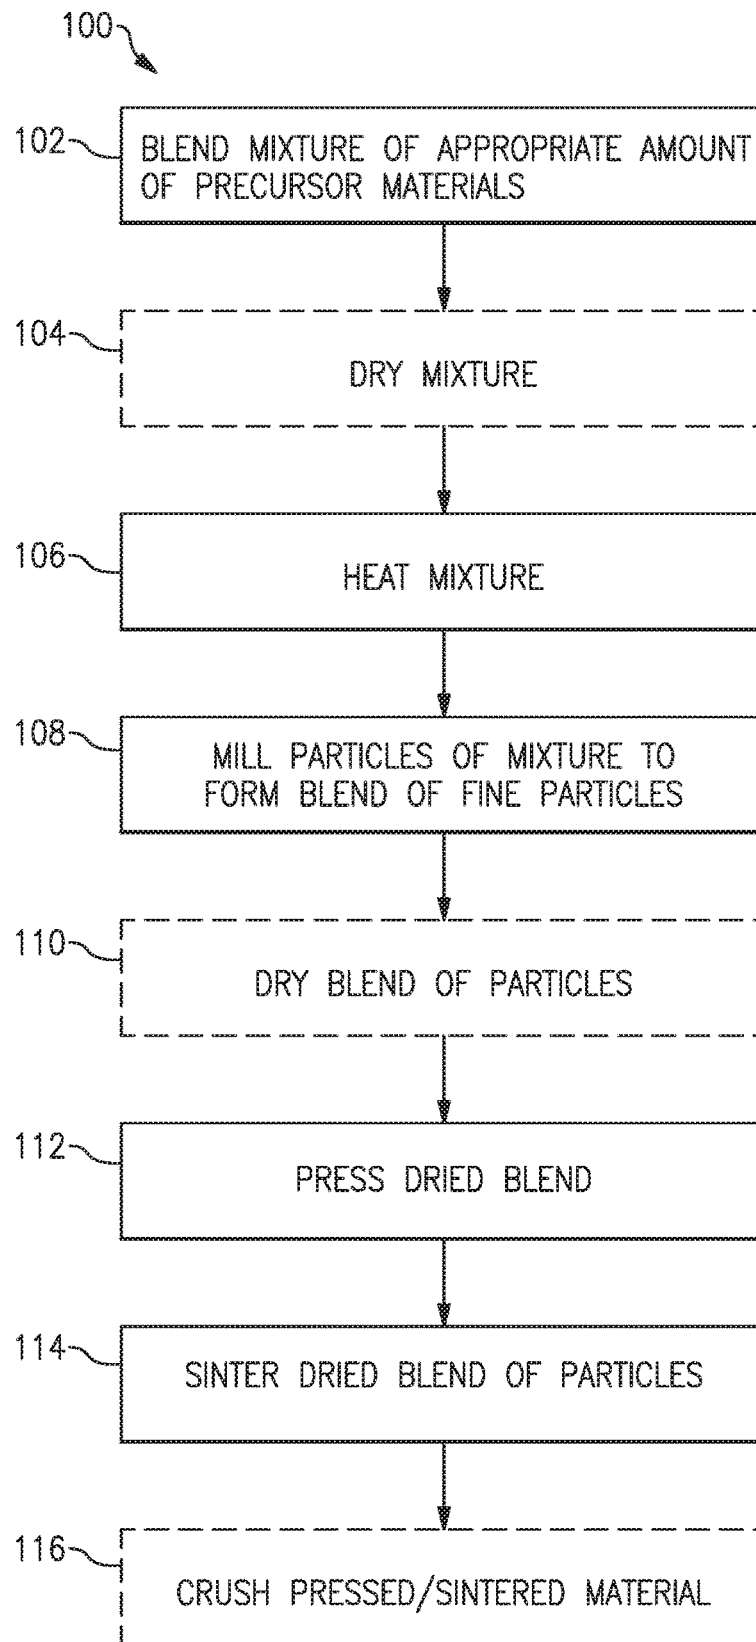 100
102
BLEND MIXTURE OF APPROPRIATE AMOUNT
OF PRECURSOR MATERIALS
104
DRY MIXTURE
106
HEAT MIXTURE
108
MILL PARTICLES OF MIXTURE TO
FORM BLEND OF FINE PARTICLES
110
DRY BLEND OF PARTICLES
112
PRESS DRIED BLEND
114
SINTER DRIED BLEND OF PARTICLES
116
CRUSH PRESSED/SINTERED MATERIAL